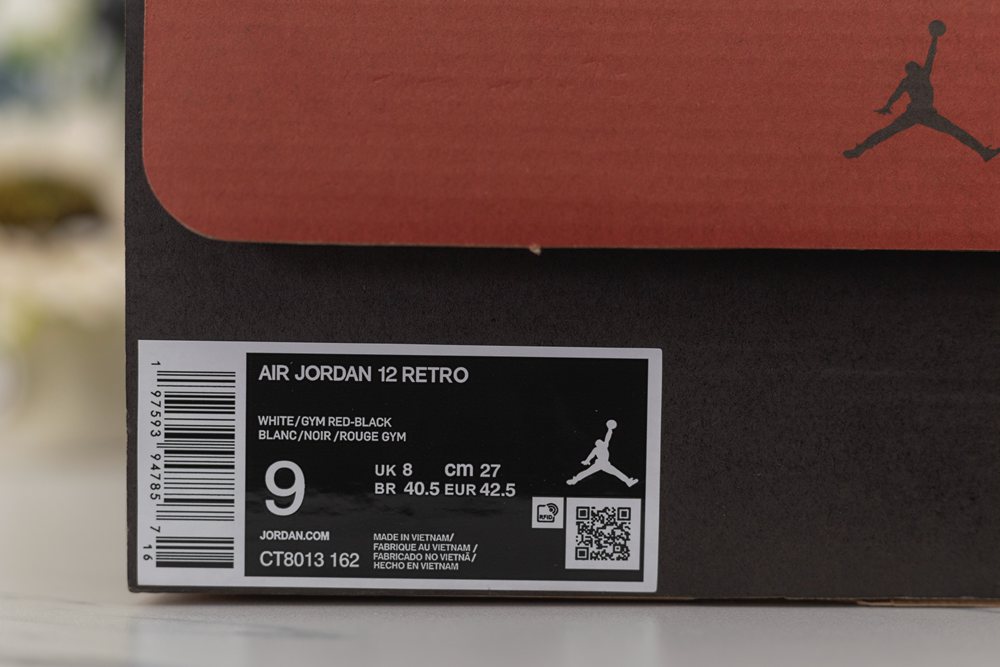 AIR JORDAN 12 RETRO
WHITE/GYM RED-BLACK
BLANC/NOIR /ROUGE GYM
9
UK 8 cm 27
BR 40.5 EUR 42.5
RFID
JORDAN.COM
CT8013 162
MADE IN VIETNAM/
FABRIQUE AU VIETNAM /
FABRICADO NO VIETNÃ/
HECHO EN VIETNAM
1 97593 94785 7 16